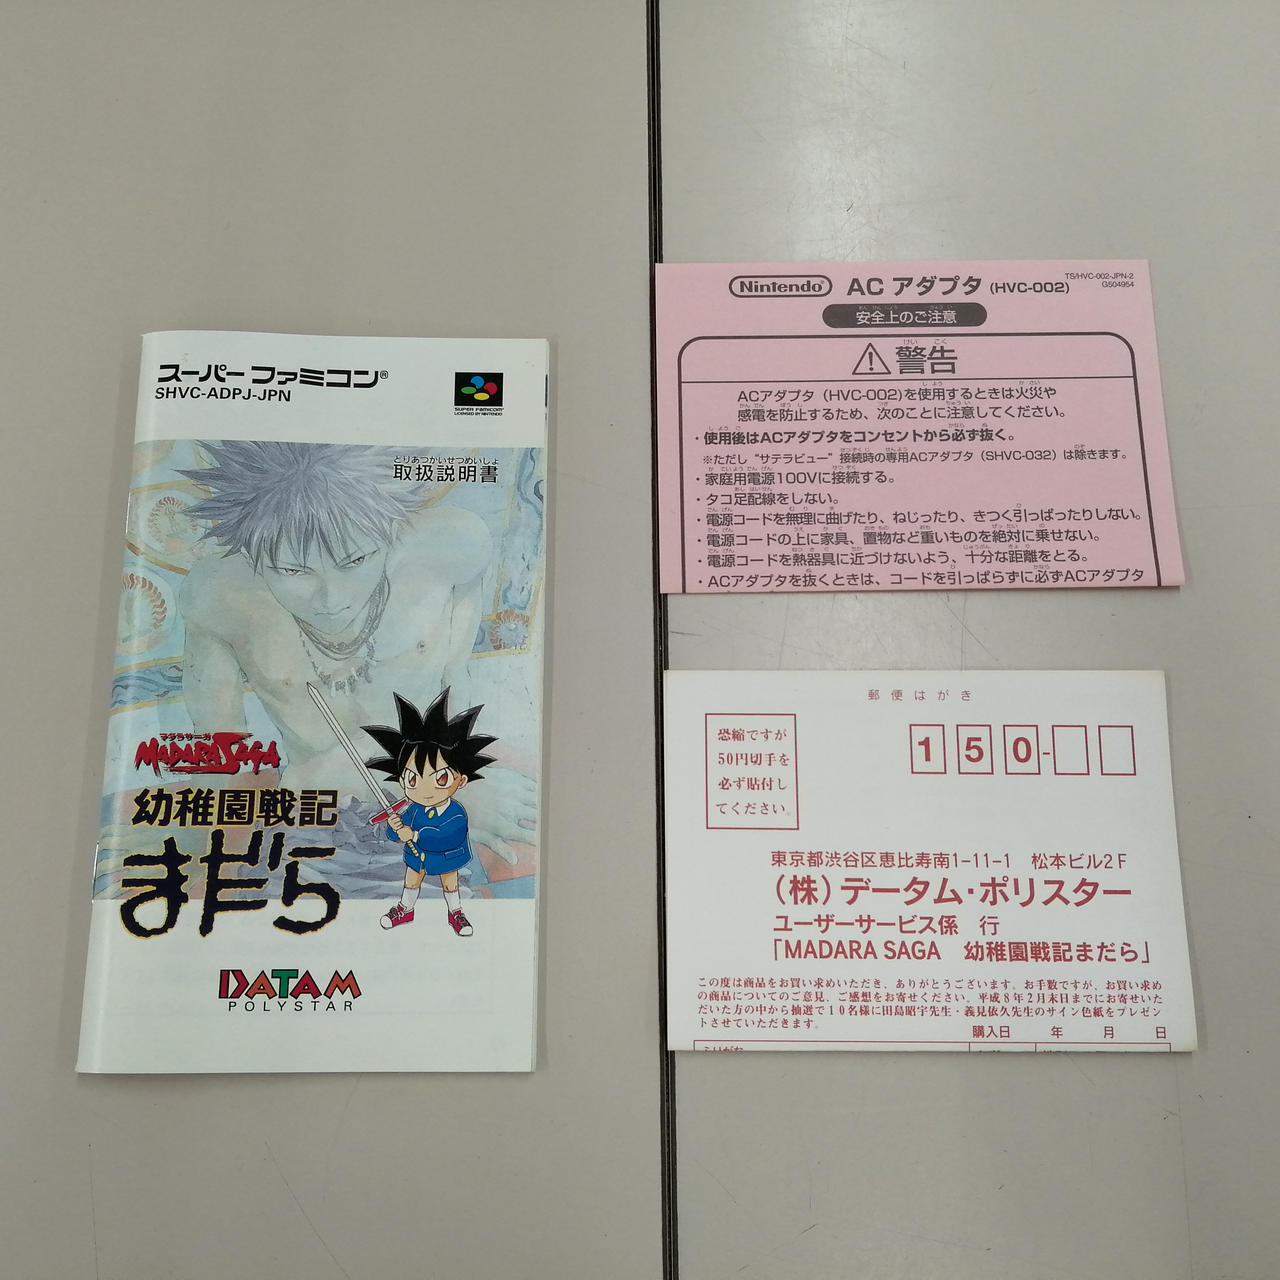 スーパーファミコン®
SHVC-ADPJ-JPN
SUPER FAMICOM®
LICENSED BY NINTENDO
とりあつかいせつめいしょ
取扱説明書
マダラサーガ
MADARA SAGA
幼稚園戦記
まだら
DATAM
POLYSTAR
Nintendo®
ACアダプタ(HVC-002)
TS/HVC-002-JPN-2
G504954
安全上のご注意
けいこく
警告
ACアダプタ(HVC-002)を使用するときは火災や
感電を防止するため、次のことに注意してください。
・使用後はACアダプタをコンセントから必ず抜く。
※ただし“サテラビュー”接続時の専用ACアダプタ(SHVC-032)は除きます。
・家庭用電源100Vに接続する。
・タコ足配線をしない。
・電源コードを無理に曲げたり、ねじったり、きつく引っぱったりしない。
・電源コードの上に家具、置物など重いものを絶対に乗せない。
・電源コードを熱器具に近づけないよう、十分な距離をとる。
・ACアダプタを抜くときは、コードを引っぱらずに必ずACアダプタ
郵便はがき
恐縮ですが
50円切手を
必ず貼付し
てください。
150-
東京都渋谷区恵比寿南1-11-1 松本ビル2F
(株)データム・ポリスター
ユーザーサービス係 行
「MADARA SAGA 幼稚園戦記まだら」
この度は商品をお買い求めいただき、ありがとうございます。お手数ですが、お買い求め
の商品についてのご意見、ご感想をお寄せください。平成8年2月末日までにお寄せいた
だいた方の中から抽選で10名様に田島昭宇先生・義見依久先生のサイン色紙をプレゼン
トさせていただきます。
購入日 年 月 日